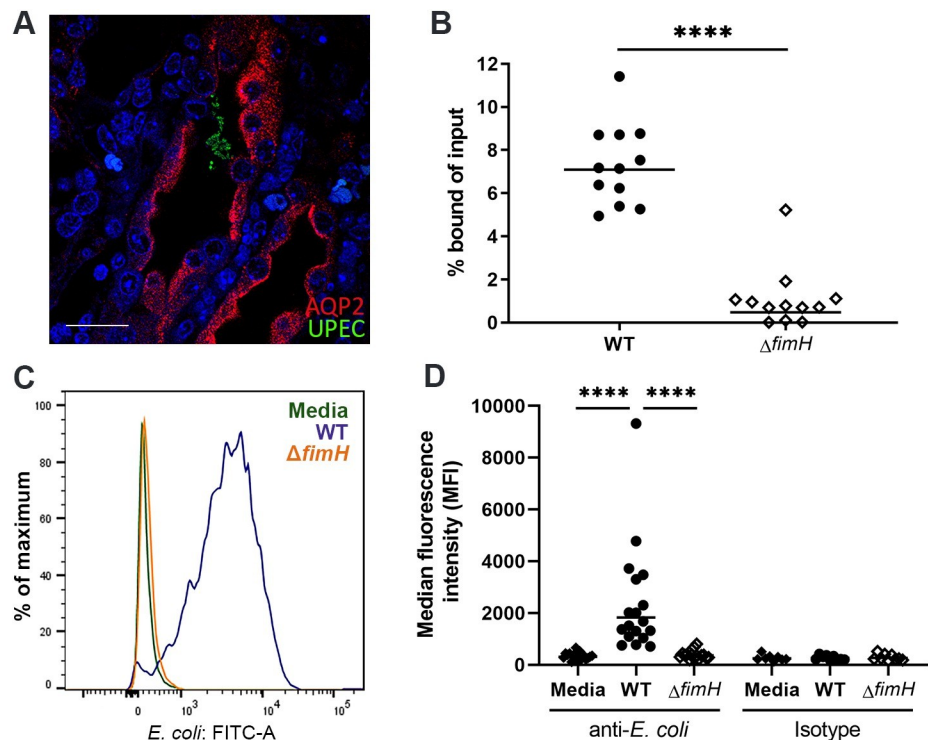 A
AQP2
UPEC
B
****
% bound of input
12
10
8
6
4
2
0
WT
ΔfimH
C
Media
WT
ΔfimH
% of maximum
100
80
60
40
20
0
0
10³
10⁴
10⁵
E. coli: FITC-A
D
**** ****
Median fluorescence
intensity (MFI)
10000
8000
6000
4000
2000
0
Media WT ΔfimH Media WT ΔfimH
anti-E. coli Isotype